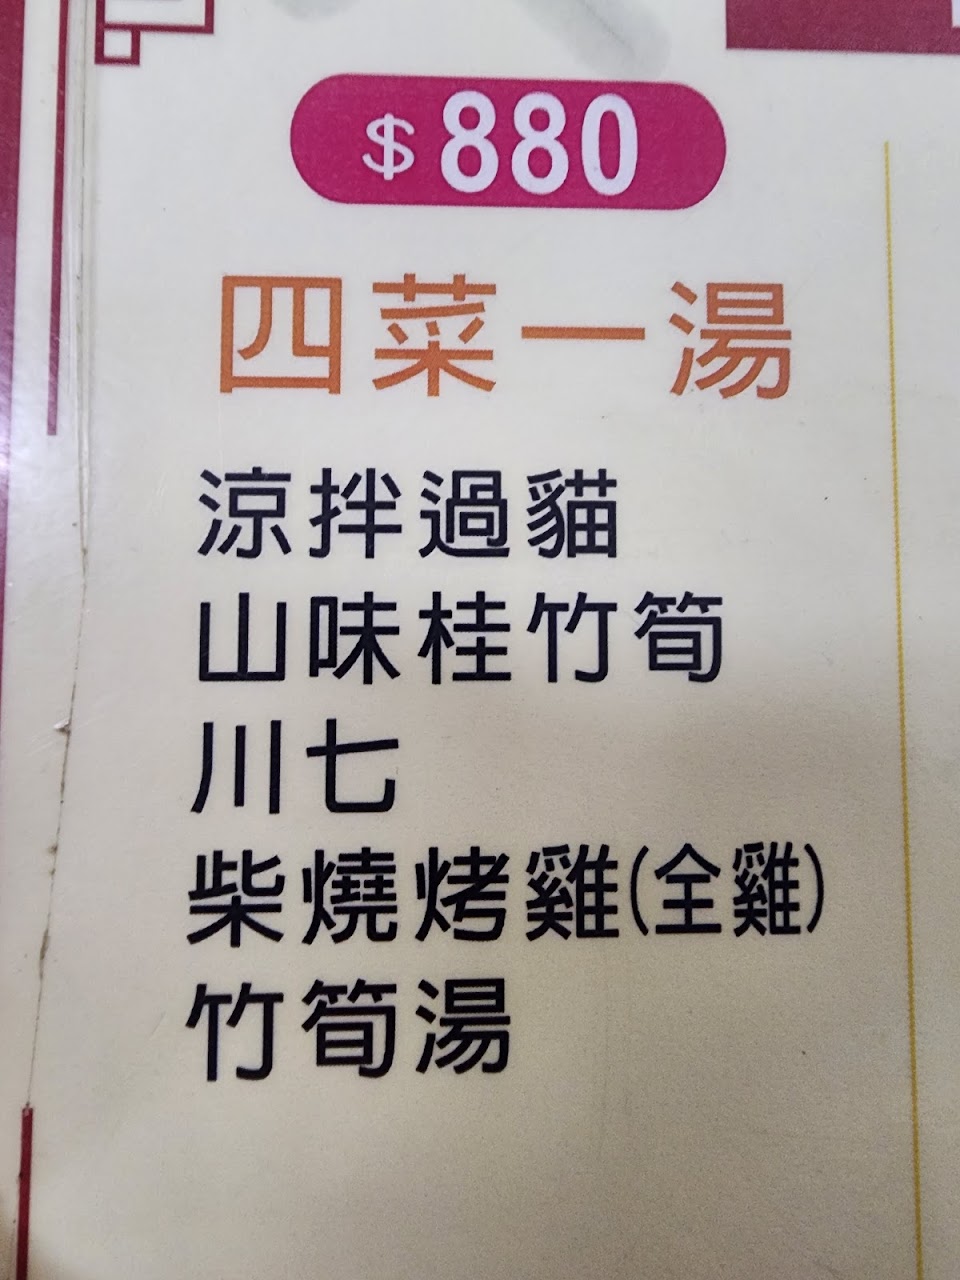 $880
四菜一湯
涼拌過貓
山味桂竹筍
川七
柴燒烤雞(全雞)
竹筍湯